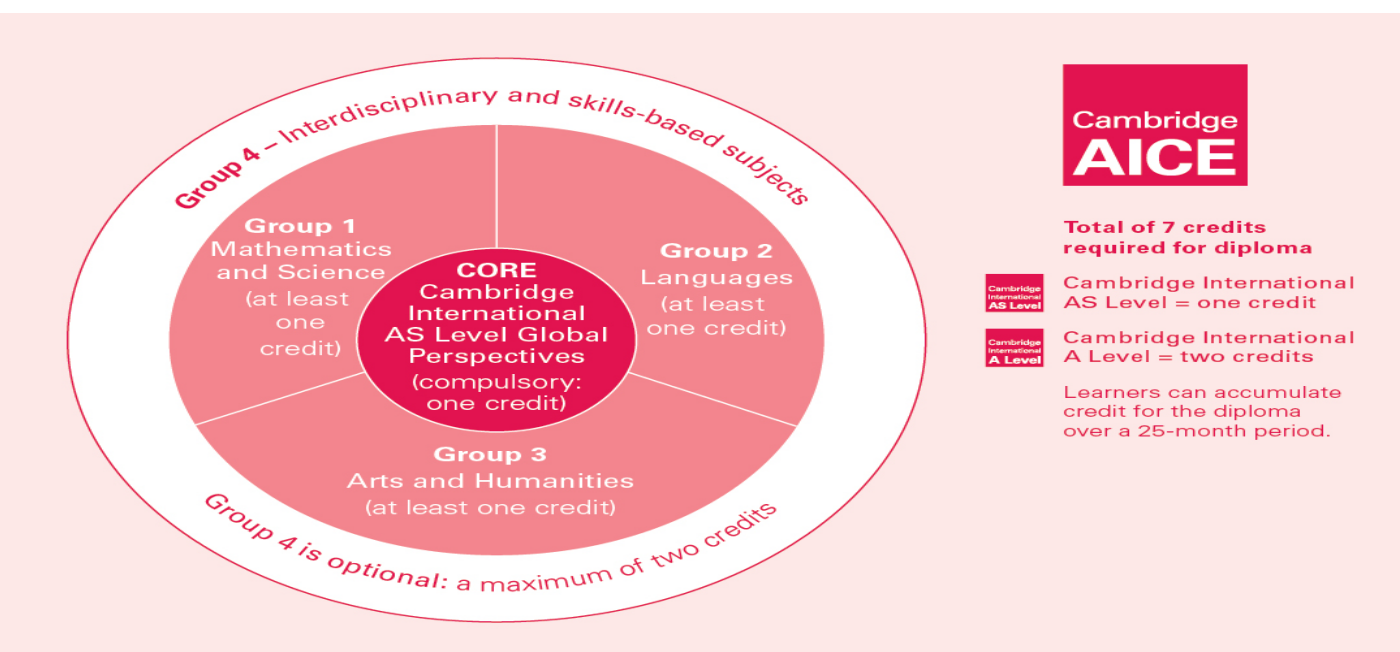 Group 4 – Interdisciplinary and skills-based subjects
Group 1
Mathematics
and Science
(at least
one
credit)
CORE
Cambridge
International
AS Level Global
Perspectives
(compulsory:
one credit)
Group 2
Languages
(at least
one credit)
Group 3
Arts and Humanities
(at least one credit)
Group 4 is optional: a maximum of two credits
Cambridge
AICE
Total of 7 credits
required for diploma
Cambridge
International
AS Level
Cambridge International
AS Level = one credit
Cambridge
International
A Level
Cambridge International
A Level = two credits
Learners can accumulate
credit for the diploma
over a 25-month period.